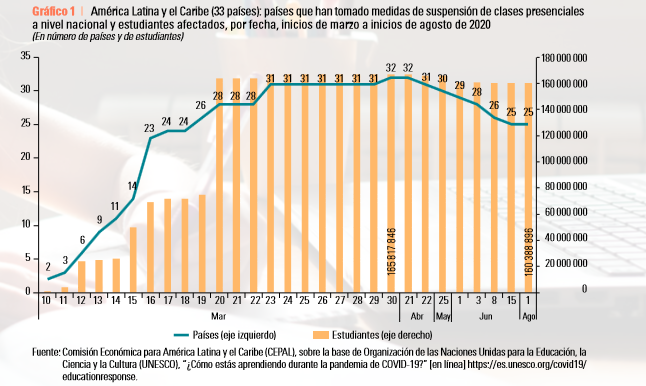 Gráfico 1 | América Latina y el Caribe (33 países): países que han tomado medidas de suspensión de clases presenciales
a nivel nacional y estudiantes afectados, por fecha, inicios de marzo a inicios de agosto de 2020
(En número de países y de estudiantes)
35 180 000 000
30 160 000 000
25 140 000 000
20 120 000 000
15 100 000 000
10 80 000 000
5 60 000 000
0 40 000 000
20 000 000
0
2 3 6 9 11 14 23 24 24 26 28 28 28 31 31 31 31 31 31 31 32 32 31 30 29 28 26 25 25
165 817 846
160 388 896
10 11 12 13 14 15 16 17 18 19 20 21 22 23 24 25 26 27 28 29 30 21 22 25 1 3 8 15 1
Mar Abr May Jun Ago
Países (eje izquierdo) Estudiantes (eje derecho)
Fuente: Comisión Económica para América Latina y el Caribe (CEPAL), sobre la base de Organización de las Naciones Unidas para la Educación, la
Ciencia y la Cultura (UNESCO), "¿Cómo estás aprendiendo durante la pandemia de COVID-19?" [en línea] https://es.unesco.org/covid19/
educationresponse.